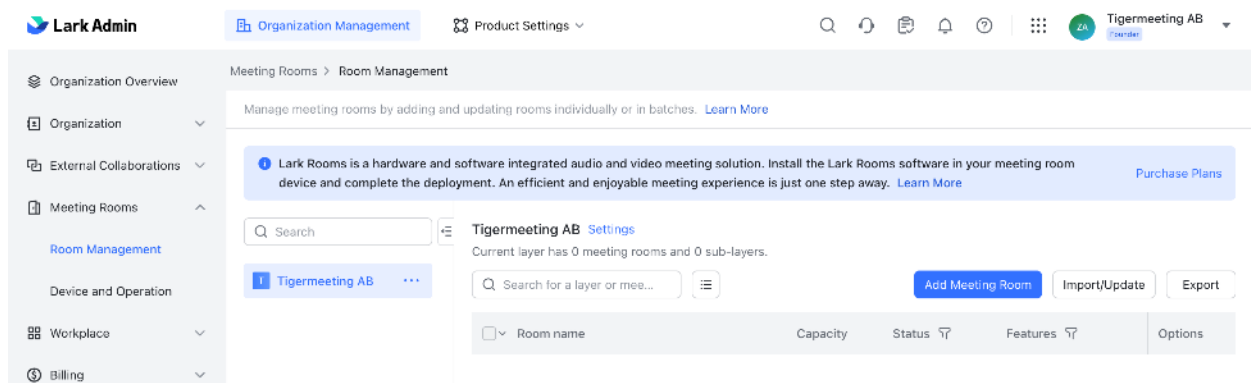 Lark Admin
Organization Management
Product Settings
ZA
Tigermeeting AB
Founder
Organization Overview
Organization
External Collaborations
Meeting Rooms
Room Management
Device and Operation
Workplace
Billing
Meeting Rooms > Room Management
Manage meeting rooms by adding and updating rooms individually or in batches. Learn More
Lark Rooms is a hardware and software integrated audio and video meeting solution. Install the Lark Rooms software in your meeting room
device and complete the deployment. An efficient and enjoyable meeting experience is just one step away. Learn More
Purchase Plans
Search
T Tigermeeting AB ...
Tigermeeting AB Settings
Current layer has 0 meeting rooms and 0 sub-layers.
Search for a layer or mee...
Add Meeting Room
Import/Update
Export
Room name Capacity Status Features Options